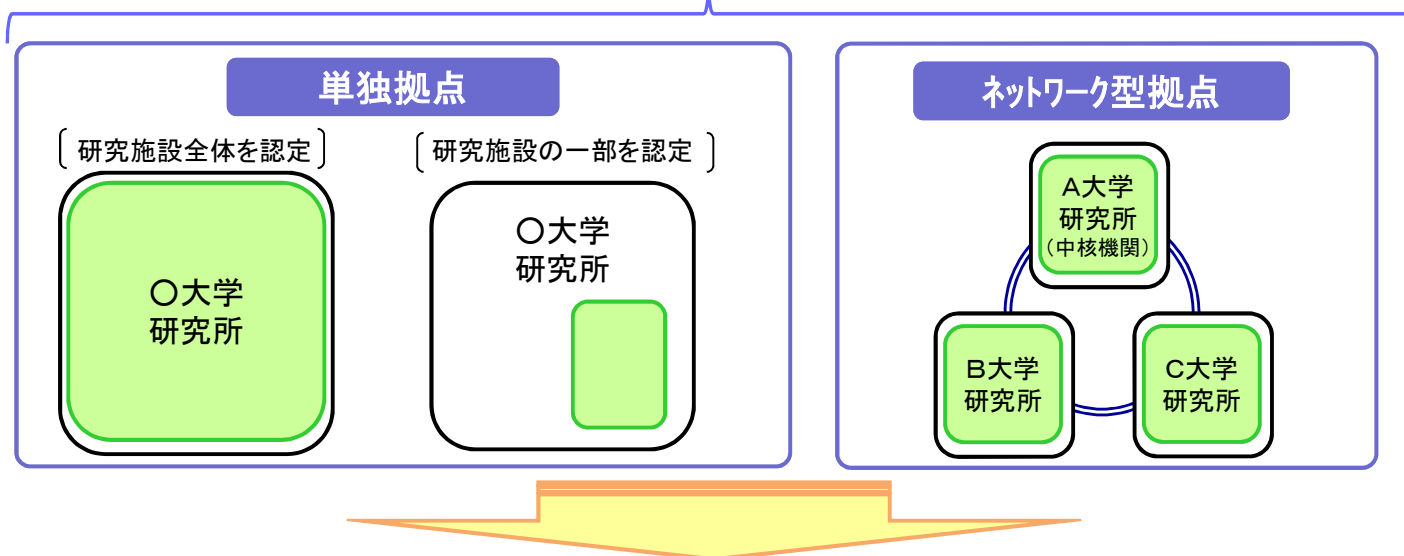 単独拠点
研究施設全体を認定
研究施設の一部を認定
〇大学
研究所
〇大学
研究所
ネットワーク型拠点
A大学
研究所
(中核機関)
B大学
研究所
C大学
研究所